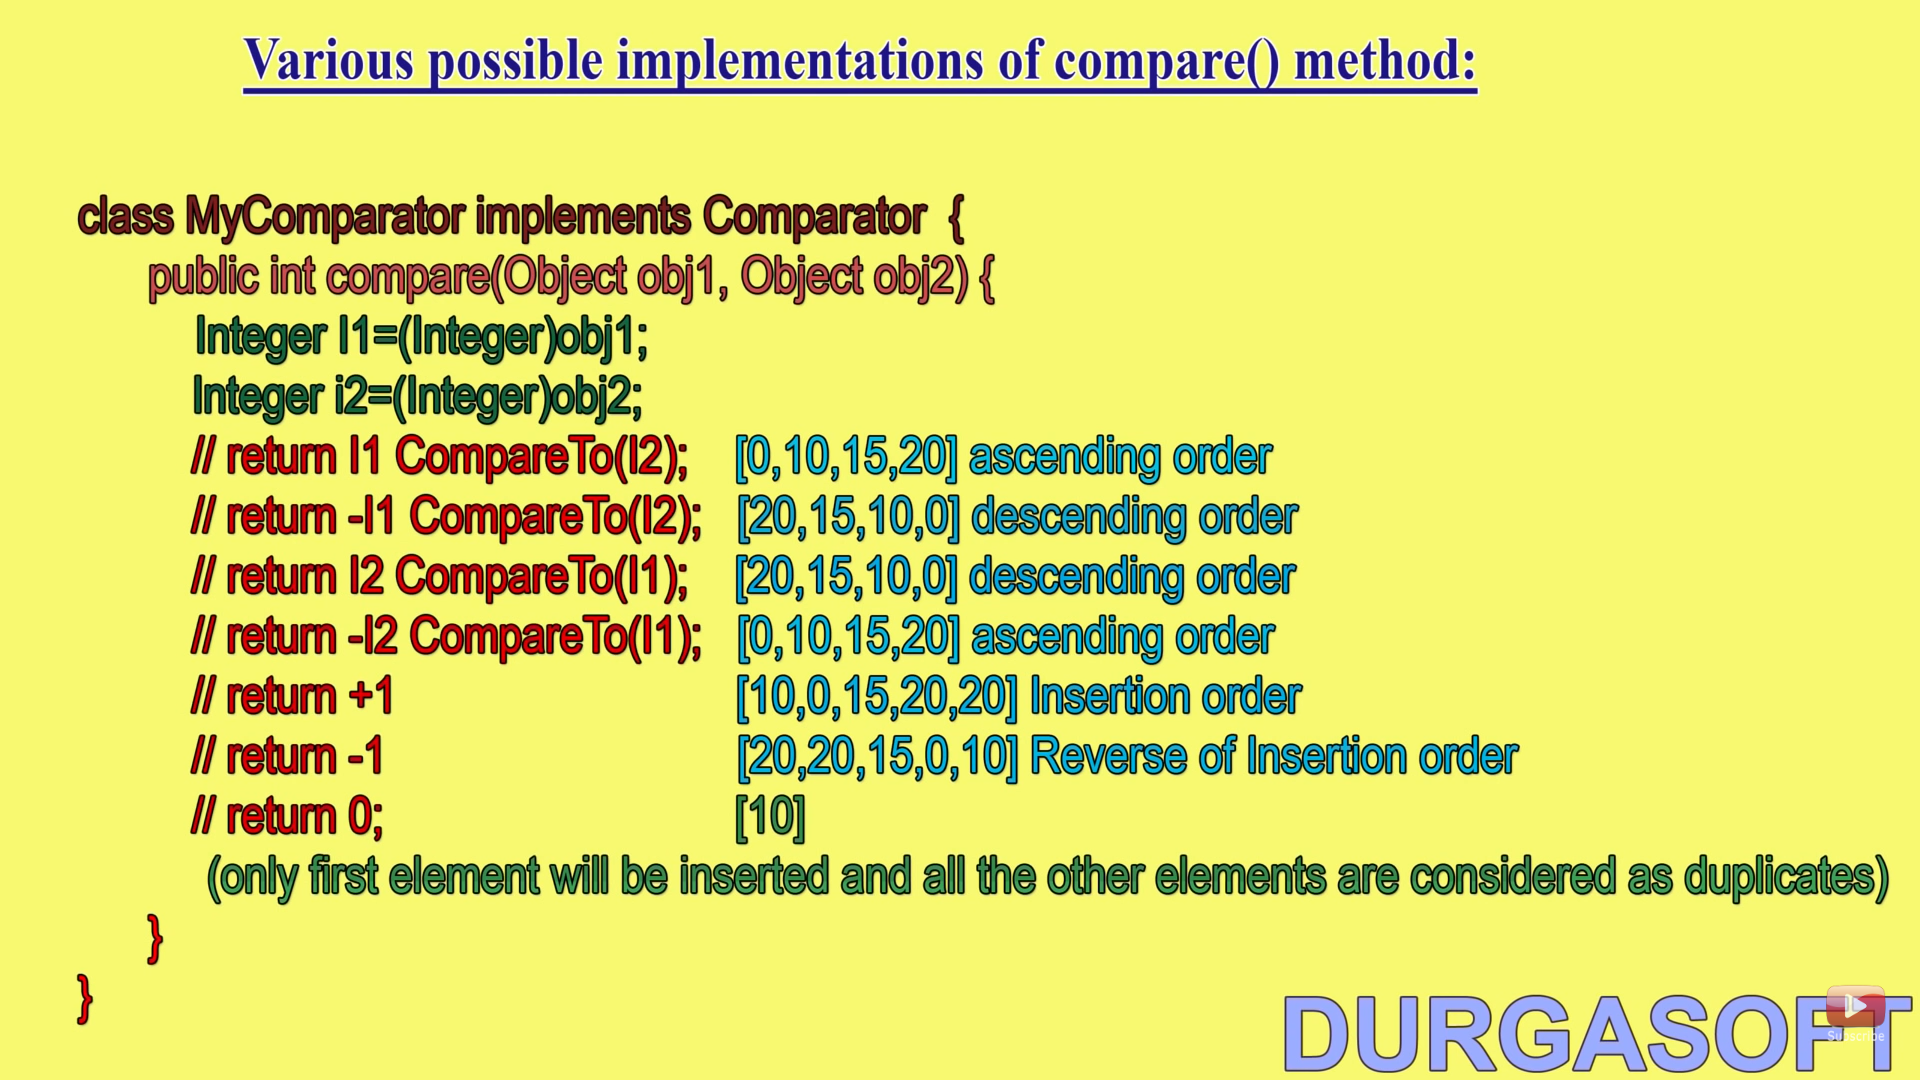 Various possible implementations of compare() method:
class MyComparator implements Comparator {
public int compare(Object obj1, Object obj2) {
Integer I1=(Integer)obj1;
Integer i2=(Integer)obj2;
// return I1 CompareTo(I2); [0,10,15,20] ascending order
// return -I1 CompareTo(I2); [20,15,10,0] descending order
// return I2 CompareTo(I1); [20,15,10,0] descending order
// return -I2 CompareTo(I1); [0,10,15,20] ascending order
// return +1 [10,0,15,20,20] Insertion order
// return -1 [20,20,15,0,10] Reverse of Insertion order
// return 0; [10]
(only first element will be inserted and all the other elements are considered as duplicates)
}
}
DURGASOFT
Subscribe